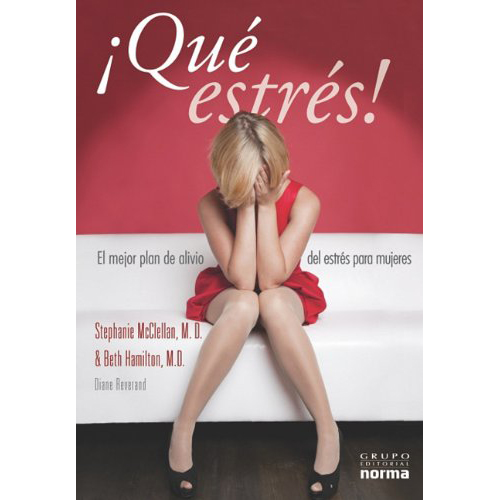 ¡Qué
estrés!
El mejor plan de alivio del estrés para mujeres
Stephanie McClellan, M. D.
& Beth Hamilton, M.D.
Diane Reverand
GRUPO
EDITORIAL
norma